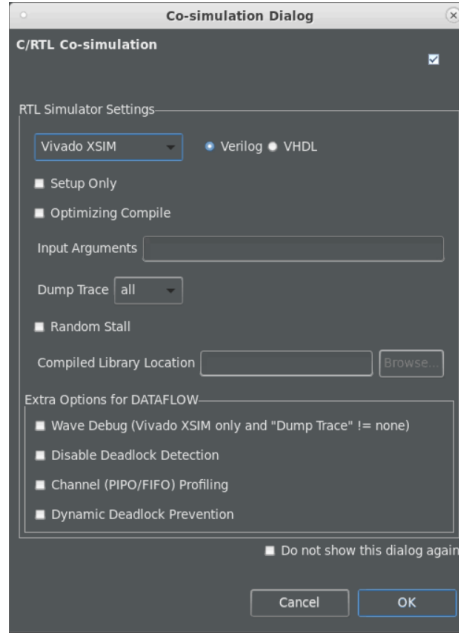 Co-simulation Dialog
C/RTL Co-simulation
RTL Simulator Settings
Vivado XSIM Verilog VHDL
Setup Only
Optimizing Compile
Input Arguments
Dump Trace all
Random Stall
Compiled Library Location Browse...
Extra Options for DATAFLOW
Wave Debug (Vivado XSIM only and "Dump Trace" != none)
Disable Deadlock Detection
Channel (PIPO/FIFO) Profiling
Dynamic Deadlock Prevention
Do not show this dialog again
Cancel OK